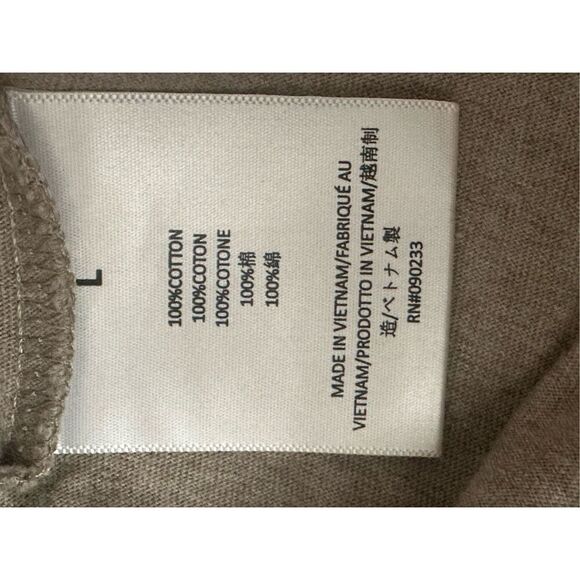 L
100%COTTON
100%COTON
100%COTONE
100%棉
100%綿
MADE IN VIETNAM/FABRIQUÉ AU
VIETNAM/PRODOTTO IN VIETNAM/越南制
造/ベトナム製
RN#090233